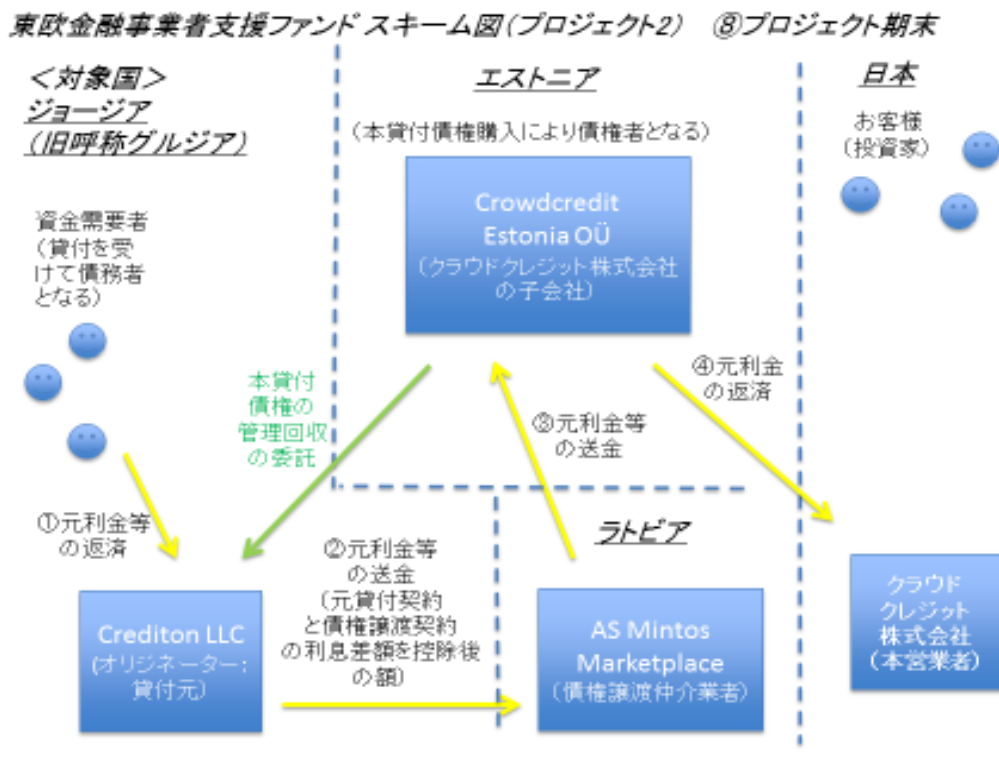 東欧金融事業者支援ファンド スキーム図(プロジェクト2) ⑧プロジェクト期末
＜対象国＞
ジョージア
(旧呼称グルジア)
エストニア
日本
（本貸付債権購入により債権者となる）
お客様
（投資家）
Crowdcredit
Estonia OÜ
（クラウドクレジット株式会社
の子会社）
資金需要者
（貸付を受
けて債務者
となる）
本貸付
債権の
管理回収
の委託
③元利金等
の送金
④元利金
の返済
①元利金等
の返済
②元利金等
の送金
（元貸付契約
と債権譲渡契約
の利息差額を控除後
の額）
ラトビア
Crediton LLC
(オリジネーター；
貸付元）
AS Mintos
Marketplace
（債権譲渡仲介業者）
クラウド
クレジット
株式会社
（本営業者）